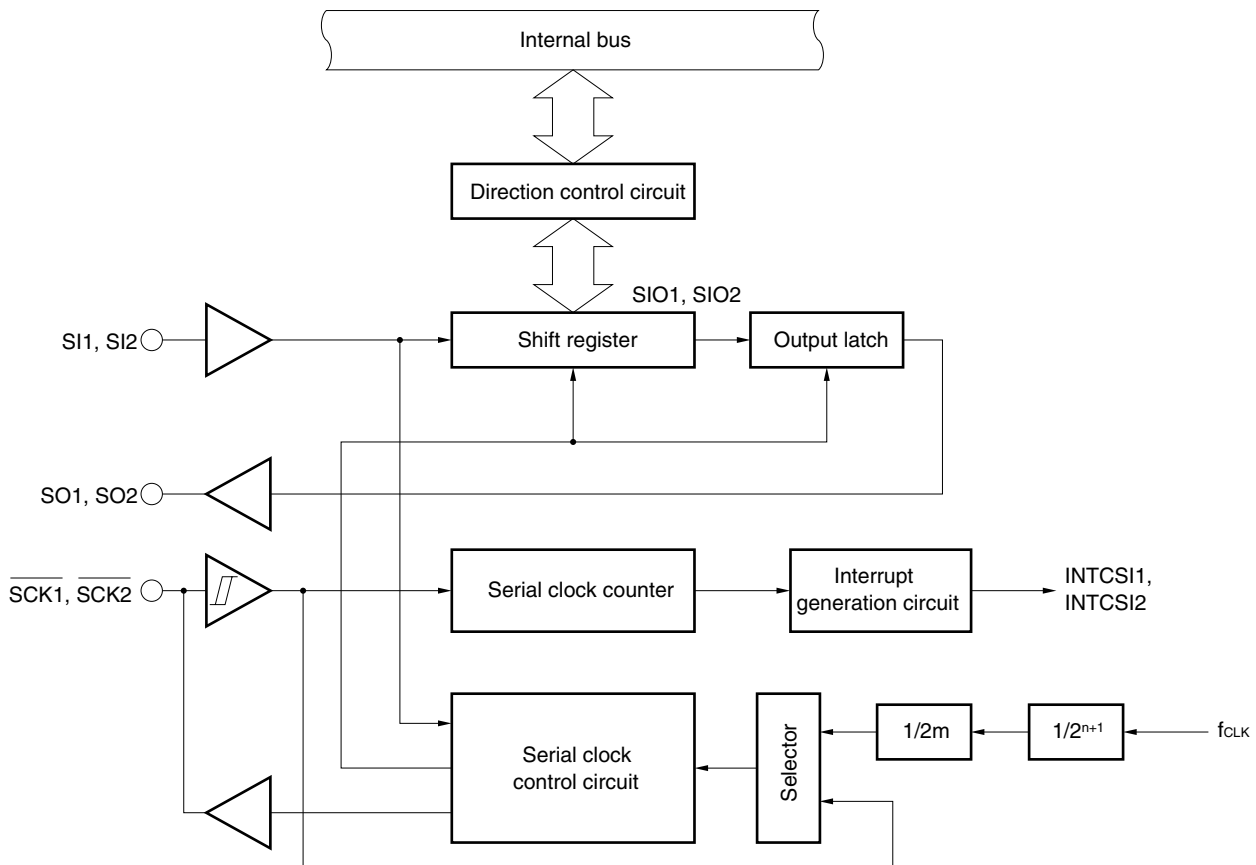 Internal bus
Direction control circuit
SIO1, SIO2
SI1, SI2
Shift register
Output latch
SO1, SO2
SCK1, SCK2
Serial clock counter
Interrupt
generation circuit
INTCSI1,
INTCSI2
Serial clock
control circuit
Selector
1/2m
1/2ⁿ⁺¹
fCLK